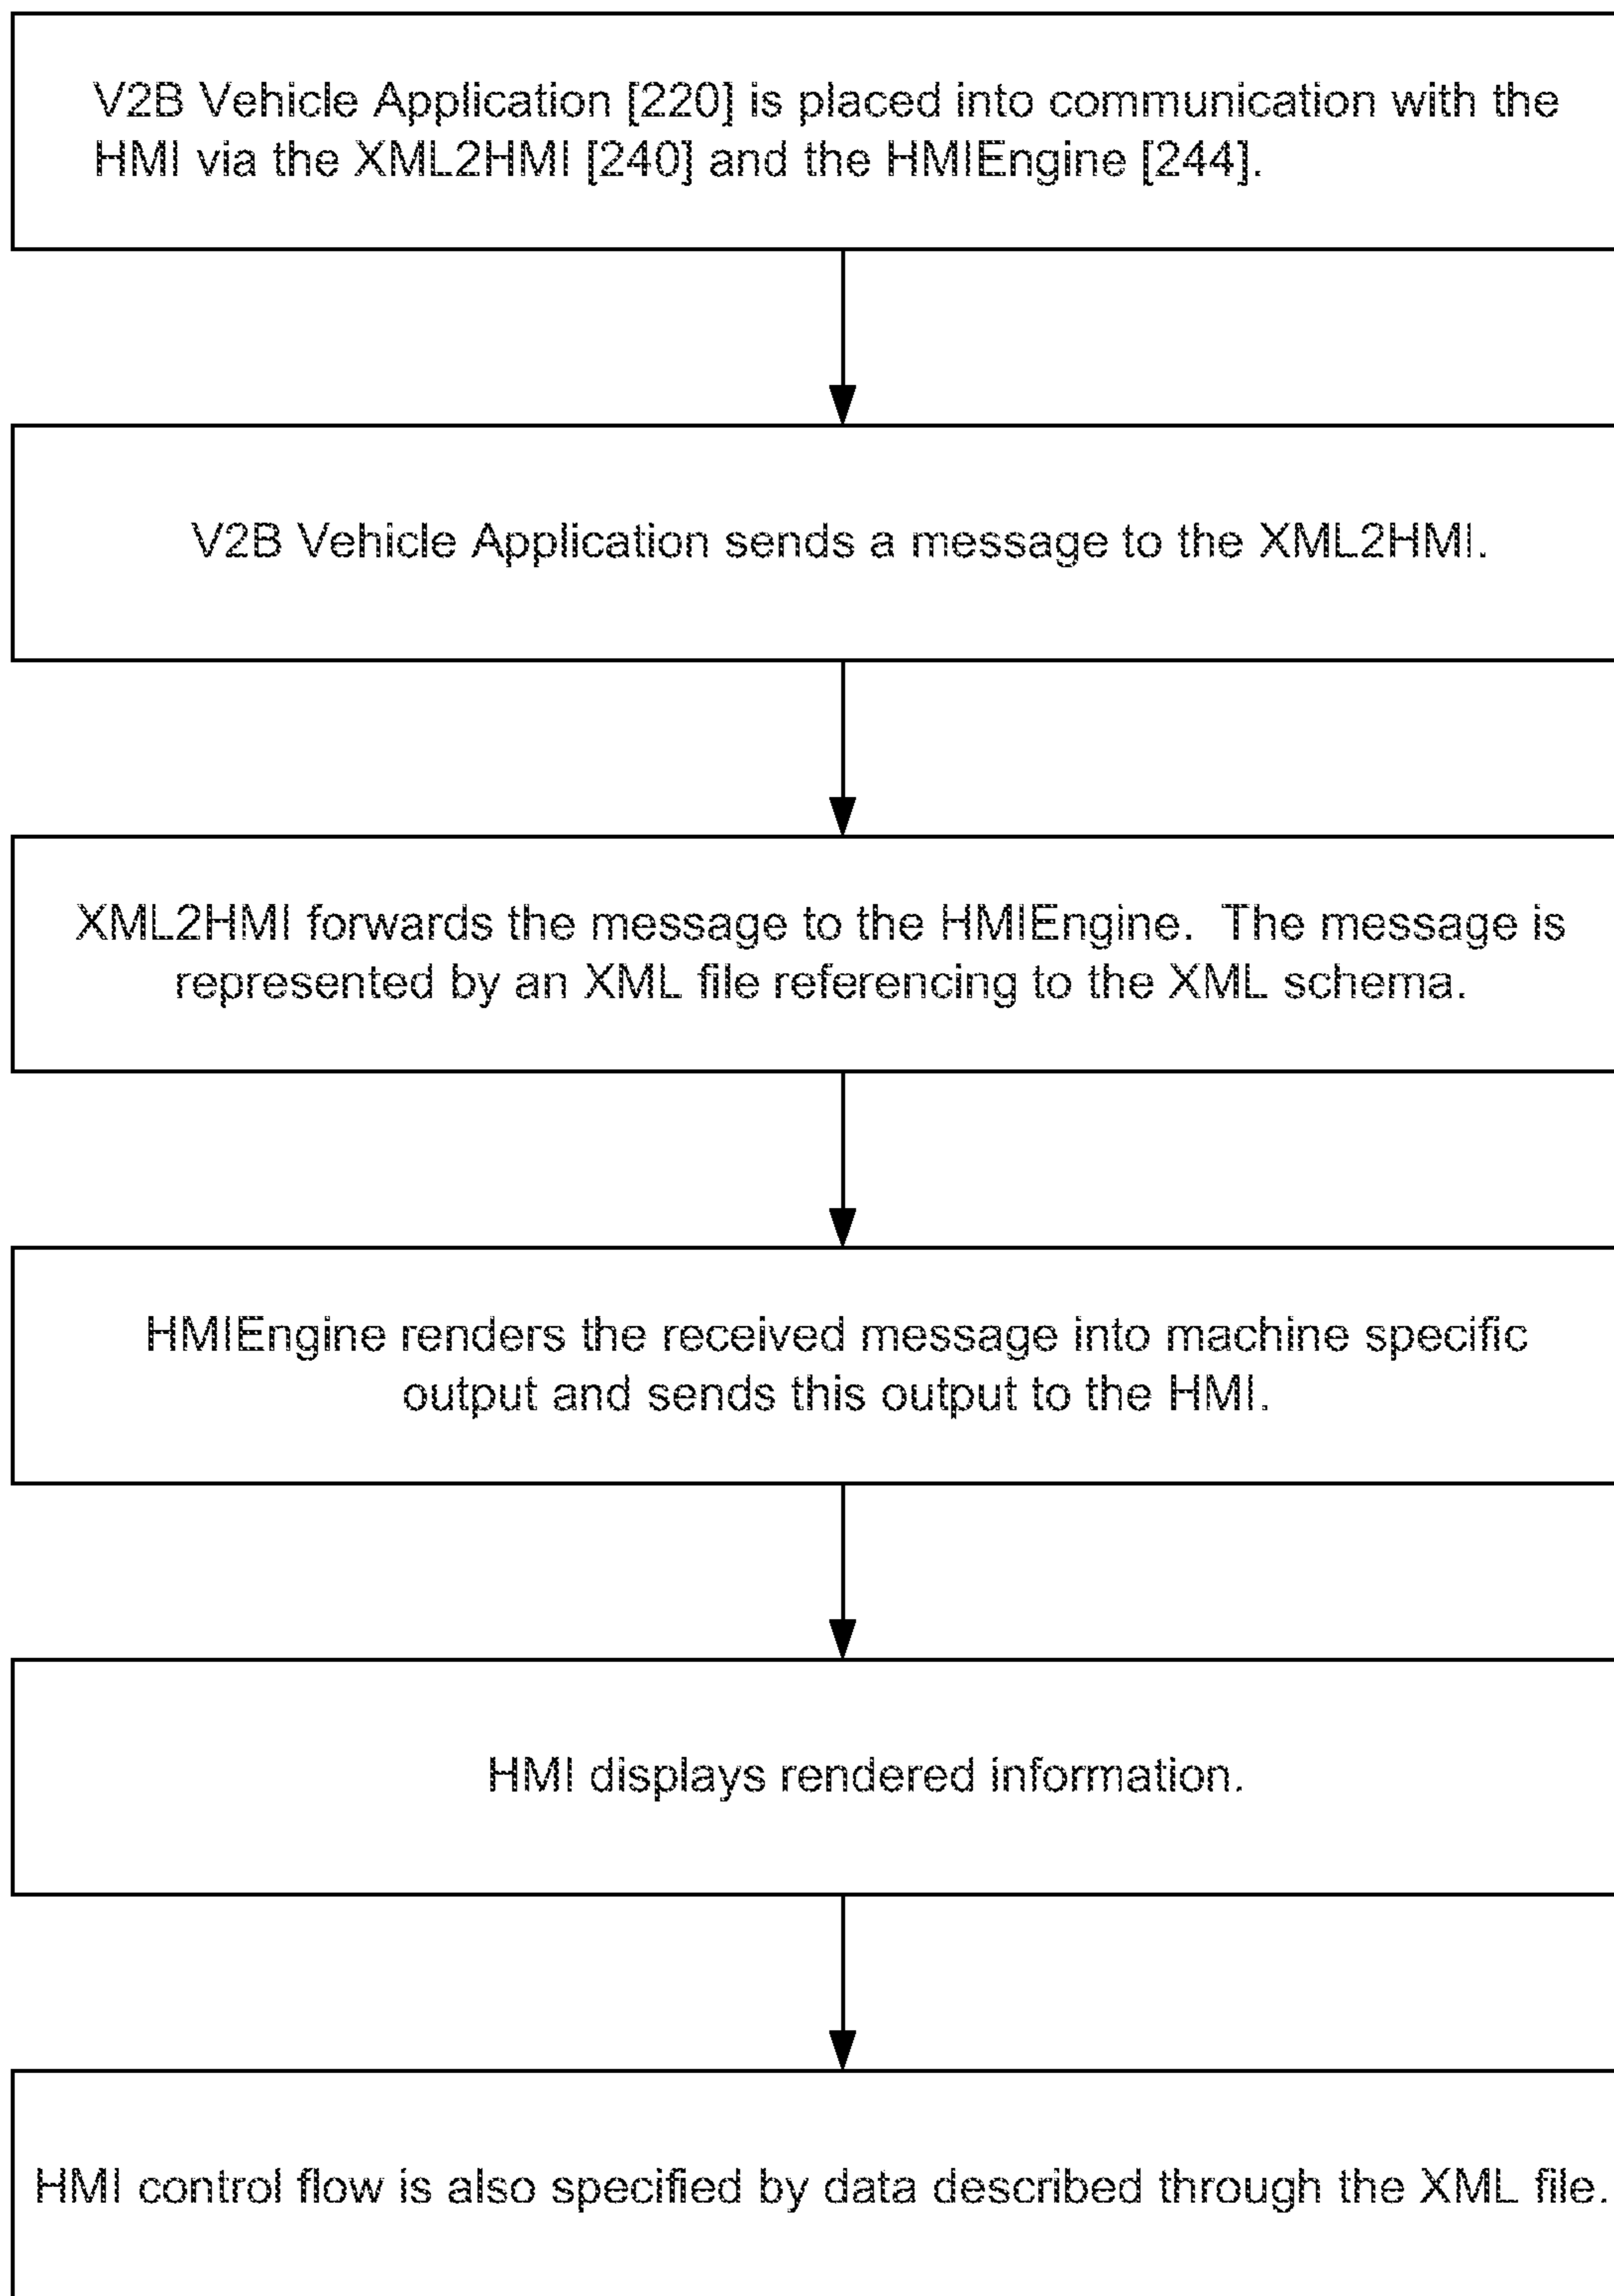 V2B Vehicle Application [220] is placed into communication with the
HMI via the XML2HMI [240] and the HMIEngine [244].
V2B Vehicle Application sends a message to the XML2HMI.
XML2HMI forwards the message to the HMIEngine. The message is
represented by an XML file referencing to the XML schema.
HMIEngine renders the received message into machine specific
output and sends this output to the HMI.
HMI displays rendered information.
HMI control flow is also specified by data described through the XML file.